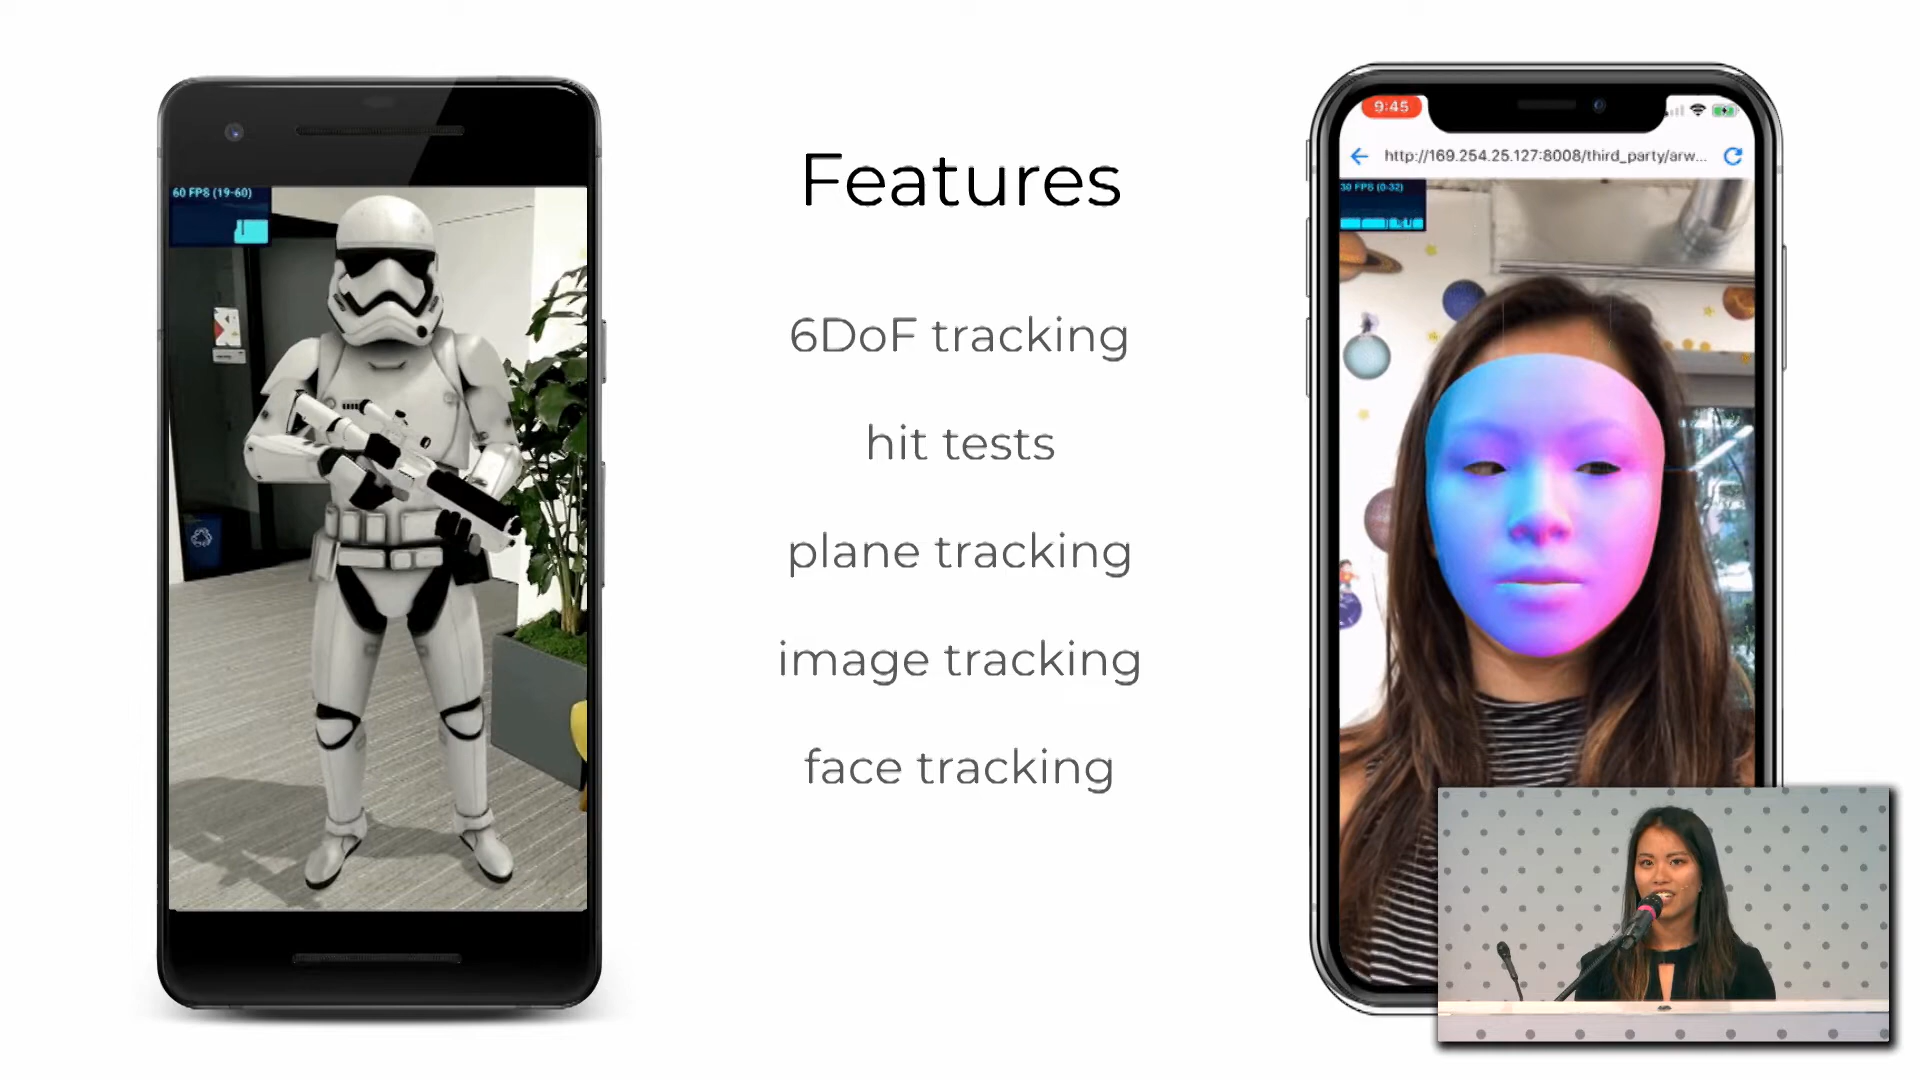 60 FPS (19-60)
Features
6DoF tracking
hit tests
plane tracking
image tracking
face tracking
9:45
http://169.254.25.127:8008/third_party/arw...
30 FPS (0-32)